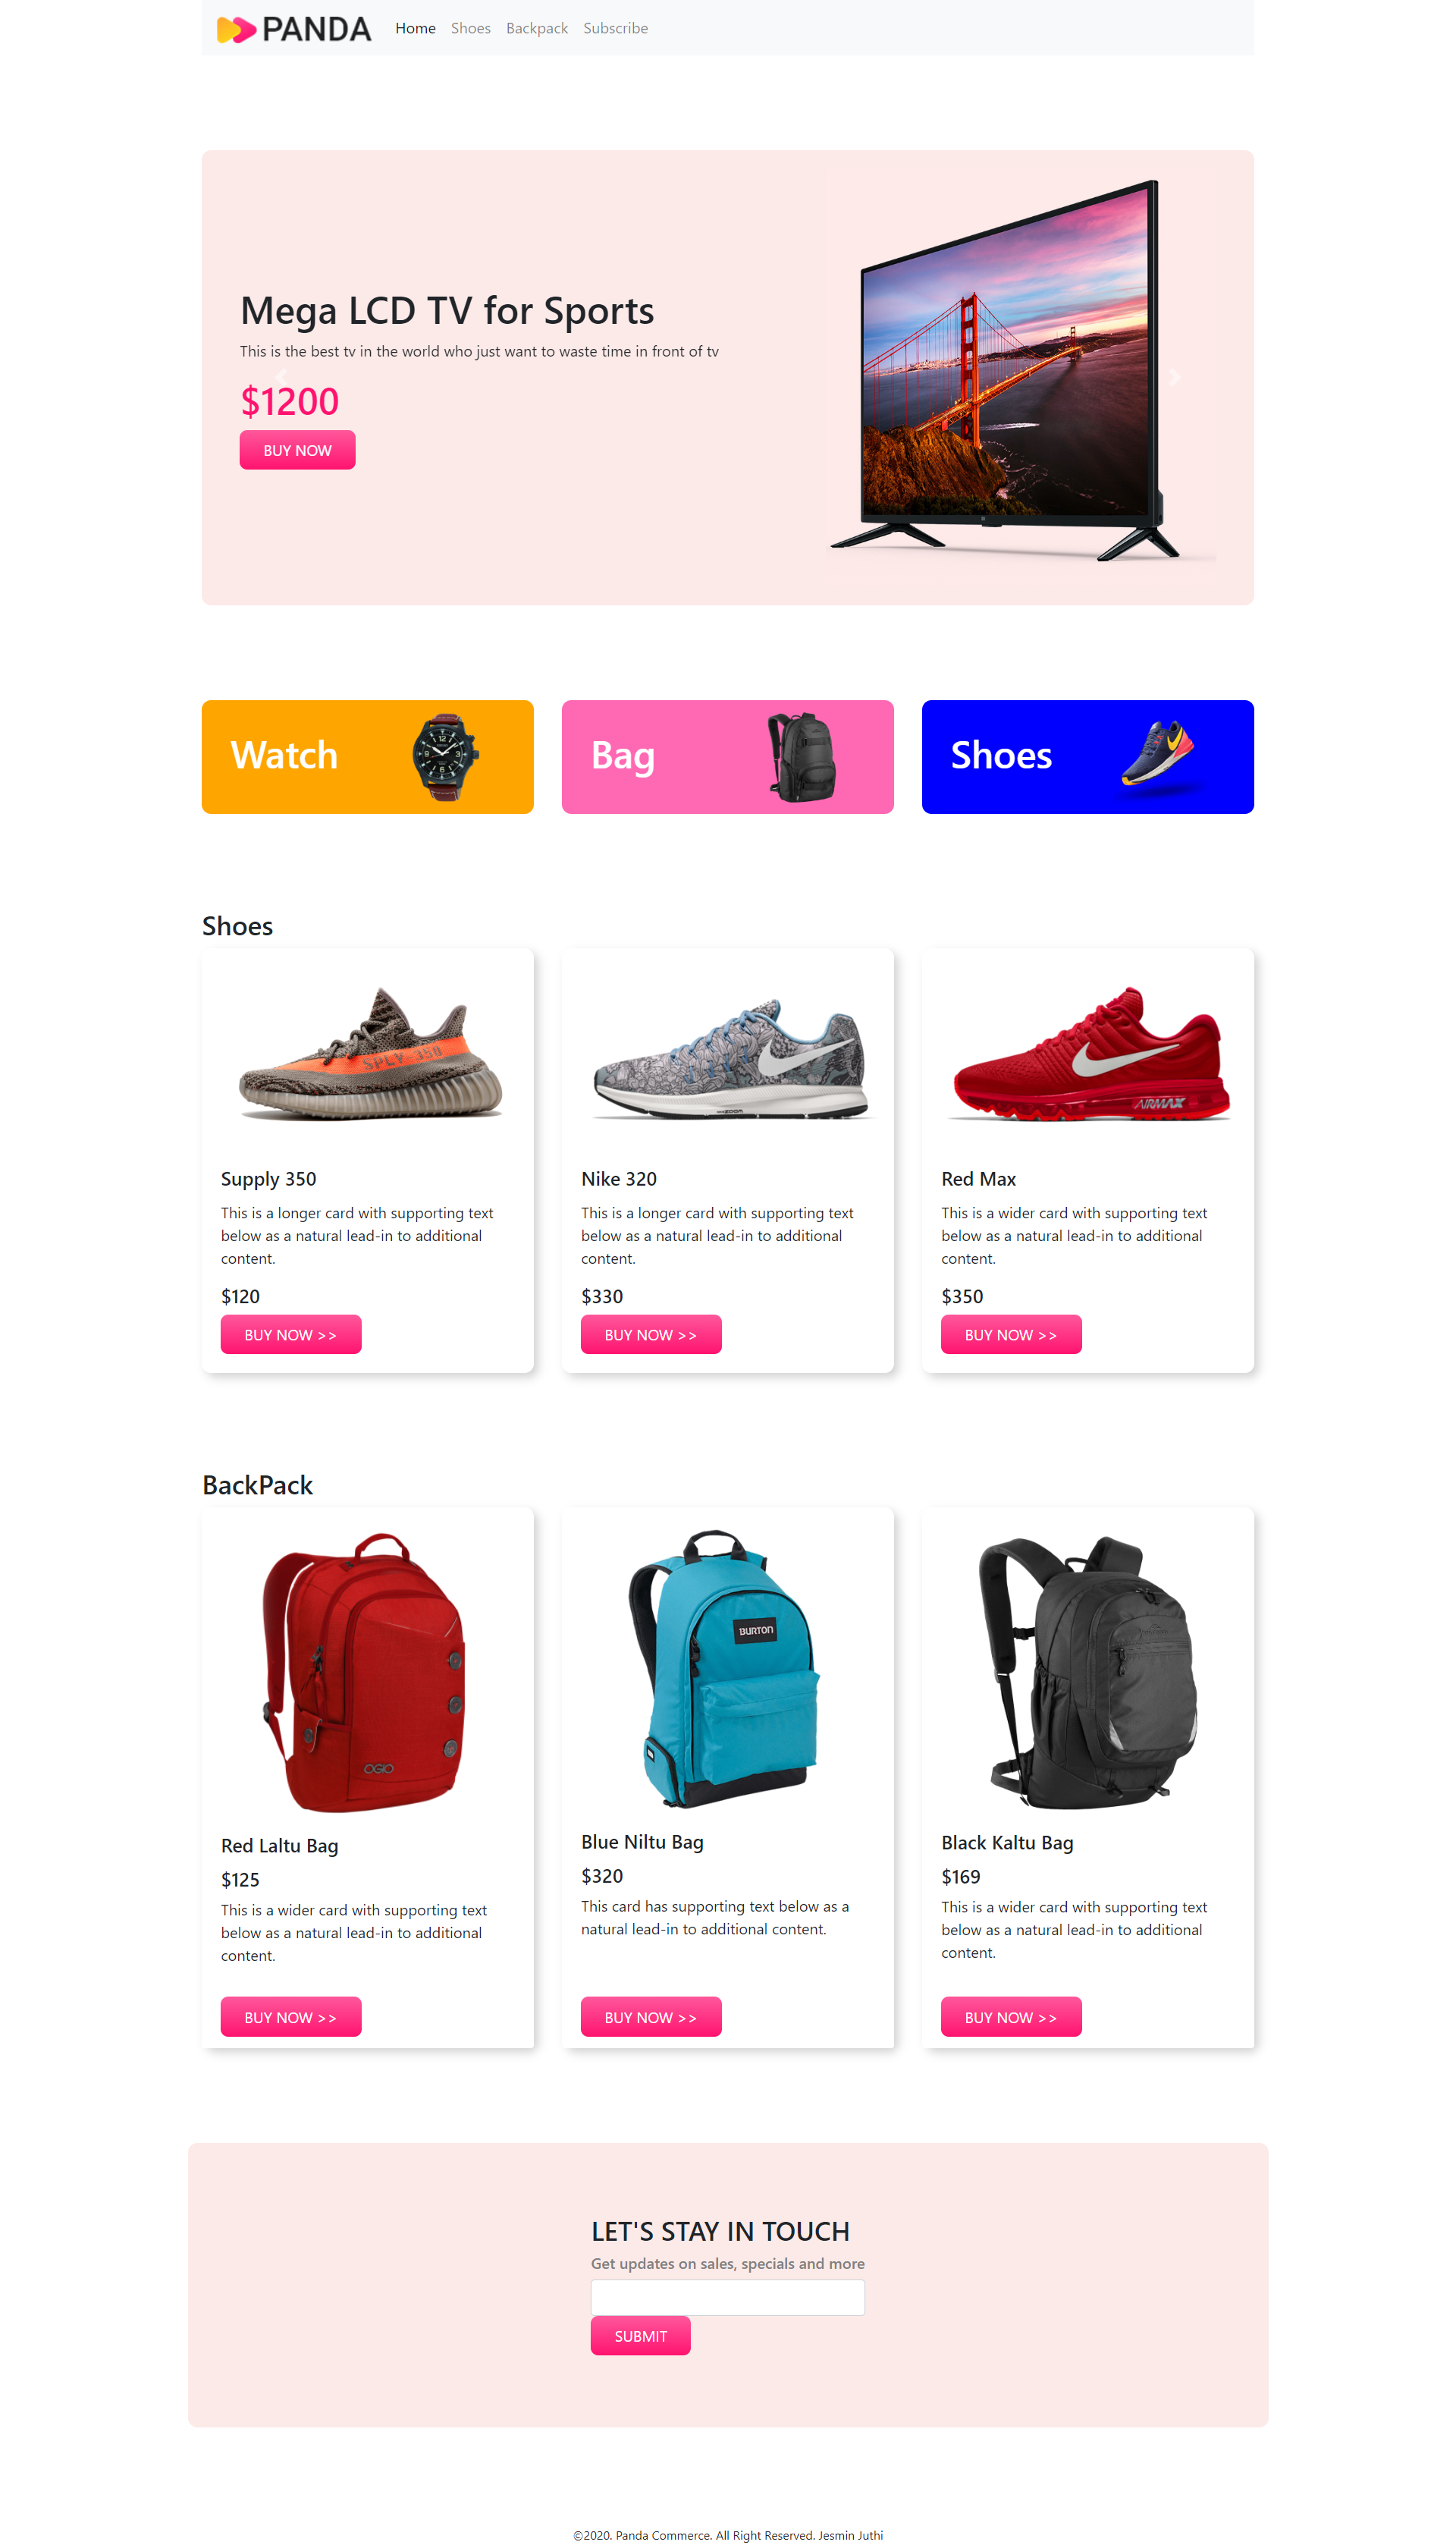 PANDA Home Shoes Backpack Subscribe
Mega LCD TV for Sports
This is the best tv in the world who just want to waste time in front of tv
$1200
BUY NOW
Watch
Bag
Shoes
Shoes
SPLY-350
Supply 350
This is a longer card with supporting text
below as a natural lead-in to additional
content.
$120
BUY NOW >>
ZOOM
Nike 320
This is a longer card with supporting text
below as a natural lead-in to additional
content.
$330
BUY NOW >>
AIRMAX
Red Max
This is a wider card with supporting text
below as a natural lead-in to additional
content.
$350
BUY NOW >>
BackPack
OGIO
Red Laltu Bag
$125
This is a wider card with supporting text
below as a natural lead-in to additional
content.
BUY NOW >>
BURTON
Blue Niltu Bag
$320
This card has supporting text below as a
natural lead-in to additional content.
BUY NOW >>
Black Kaltu Bag
$169
This is a wider card with supporting text
below as a natural lead-in to additional
content.
BUY NOW >>
LET'S STAY IN TOUCH
Get updates on sales, specials and more
SUBMIT
©2020. Panda Commerce. All Right Reserved. Jesmin Juthi